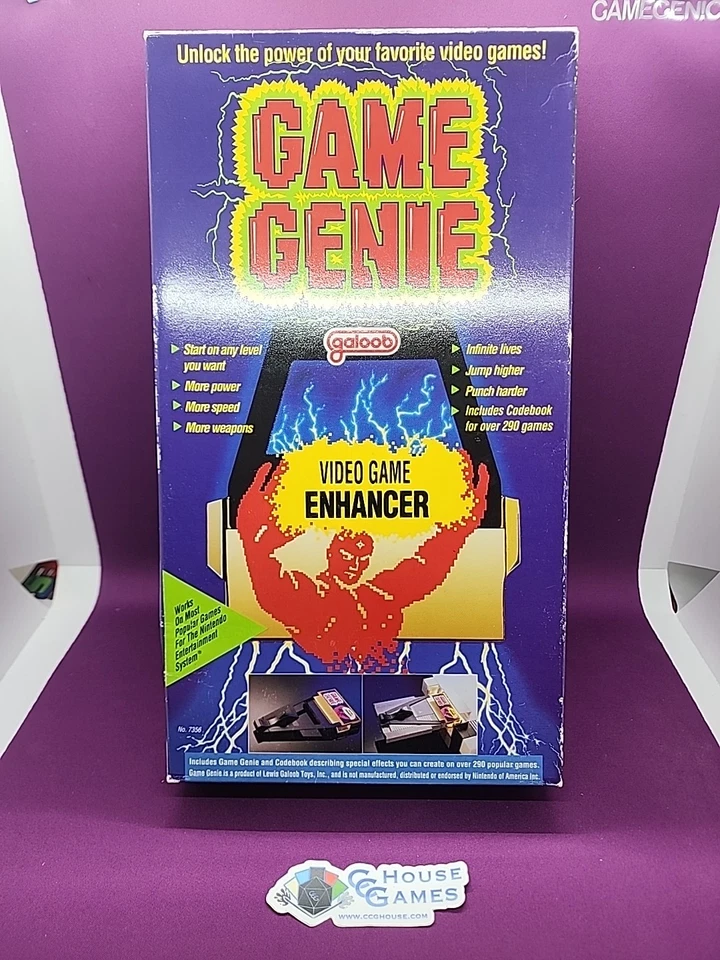 GAMEGENIC
Unlock the power of your favorite video games!
GAME
GENIE
galoob
Start on any level
you want
More power
More speed
More weapons
Infinite lives
Jump higher
Punch harder
Includes Codebook
for over 290 games
VIDEO GAME
ENHANCER
Works
On Most
Popular Games
For The Nintendo
Entertainment
System™
No. 7356
Includes Game Genie and Codebook describing special effects you can create on over 290 popular games.
Game Genie is a product of Lewis Galoob Toys, Inc., and is not manufactured, distributed or endorsed by Nintendo of America Inc.
CCG HOUSE
GAMES
WWW.CCGHOUSE.COM